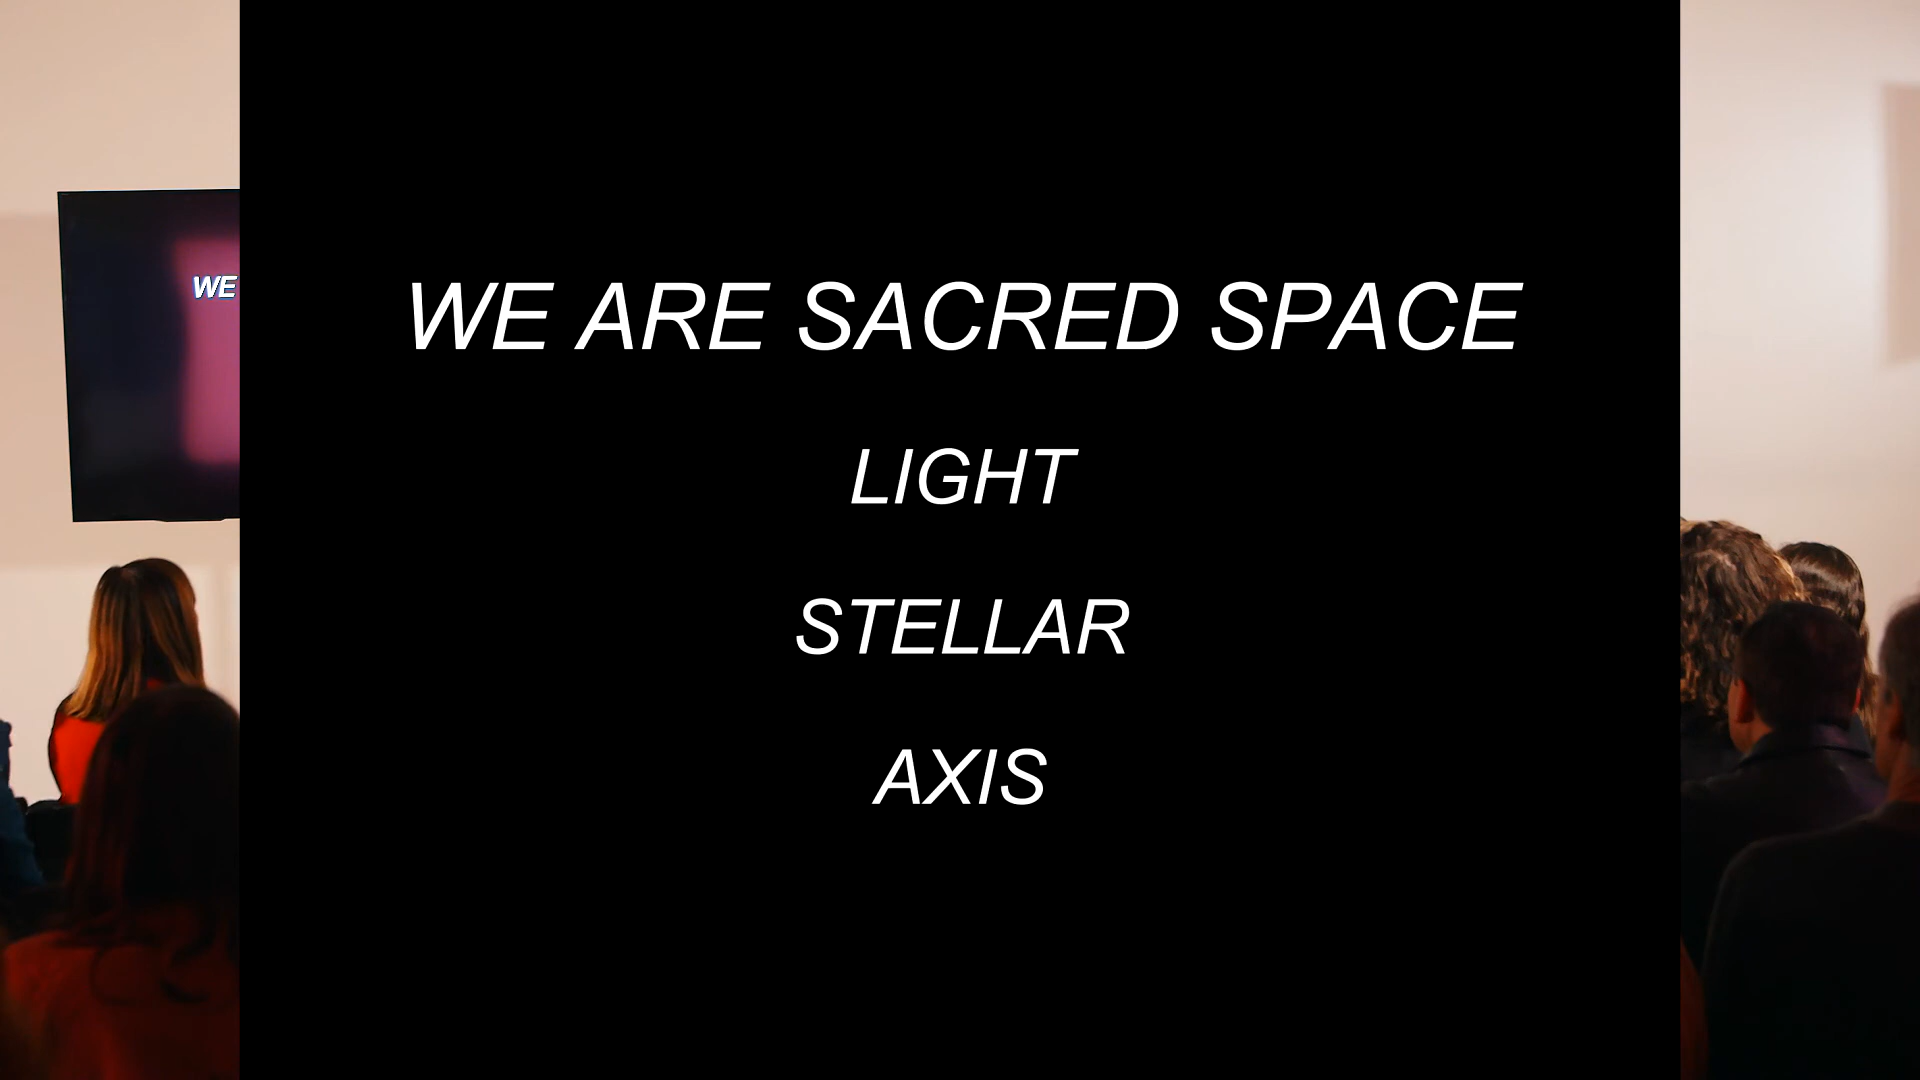 WE
WE ARE SACRED SPACE
LIGHT
STELLAR
AXIS